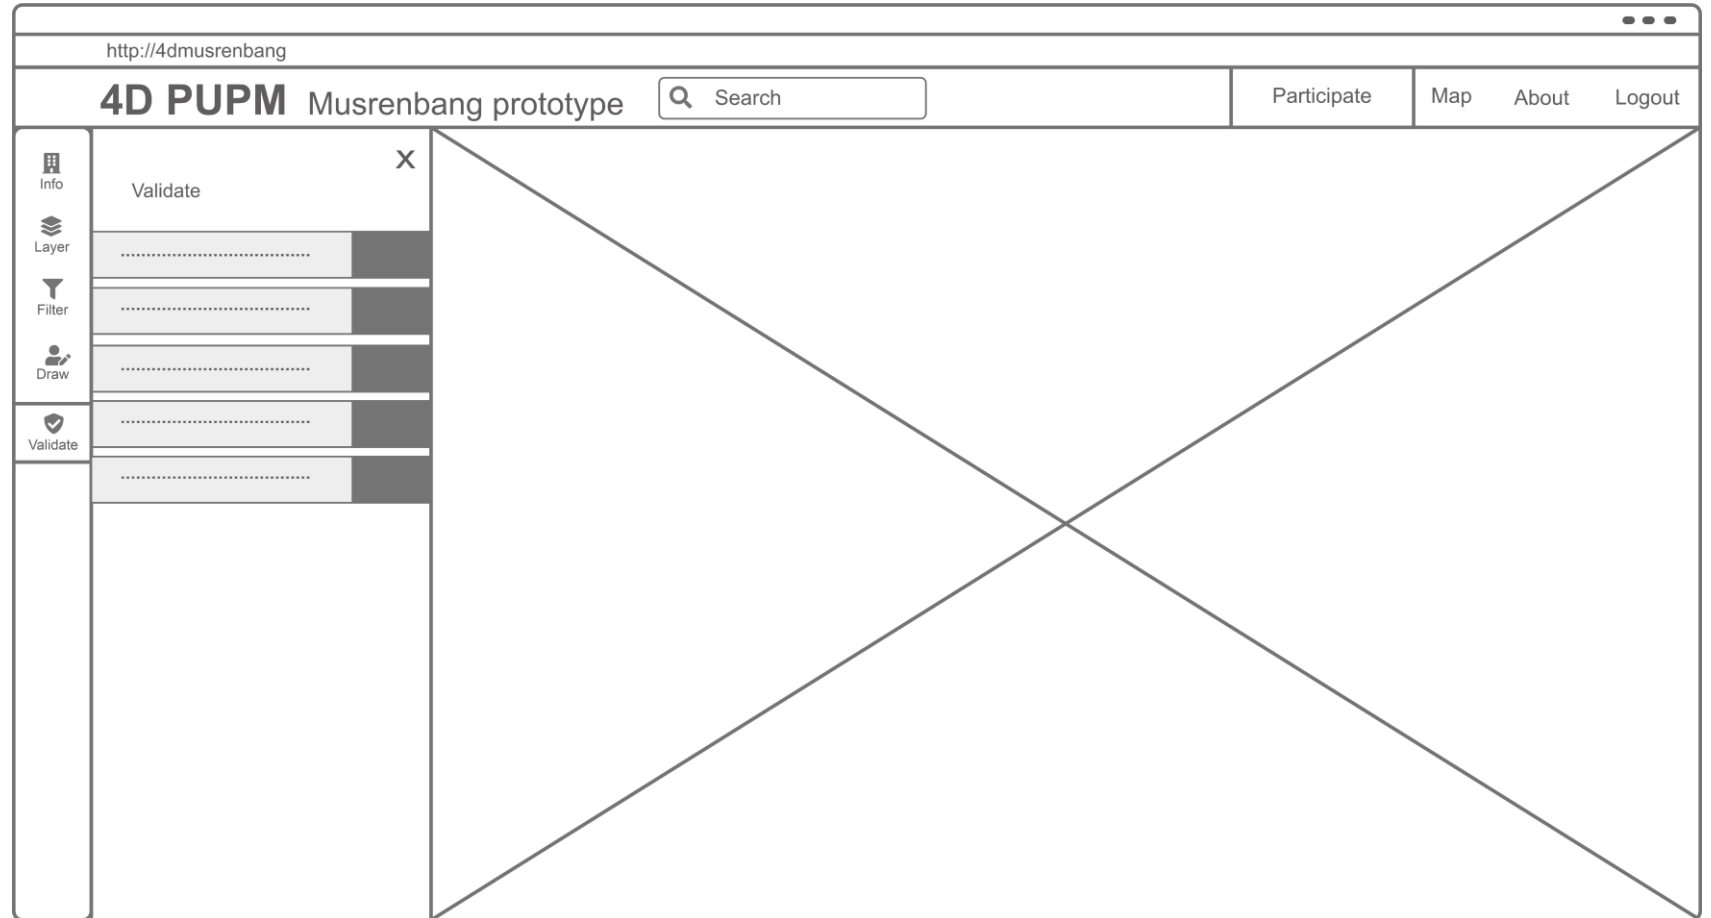 http://4dmusrenbang
4D PUPM Musrenbang prototype
Search
Participate
Map
About
Logout
Info
Layer
Filter
Draw
Validate
X
Validate